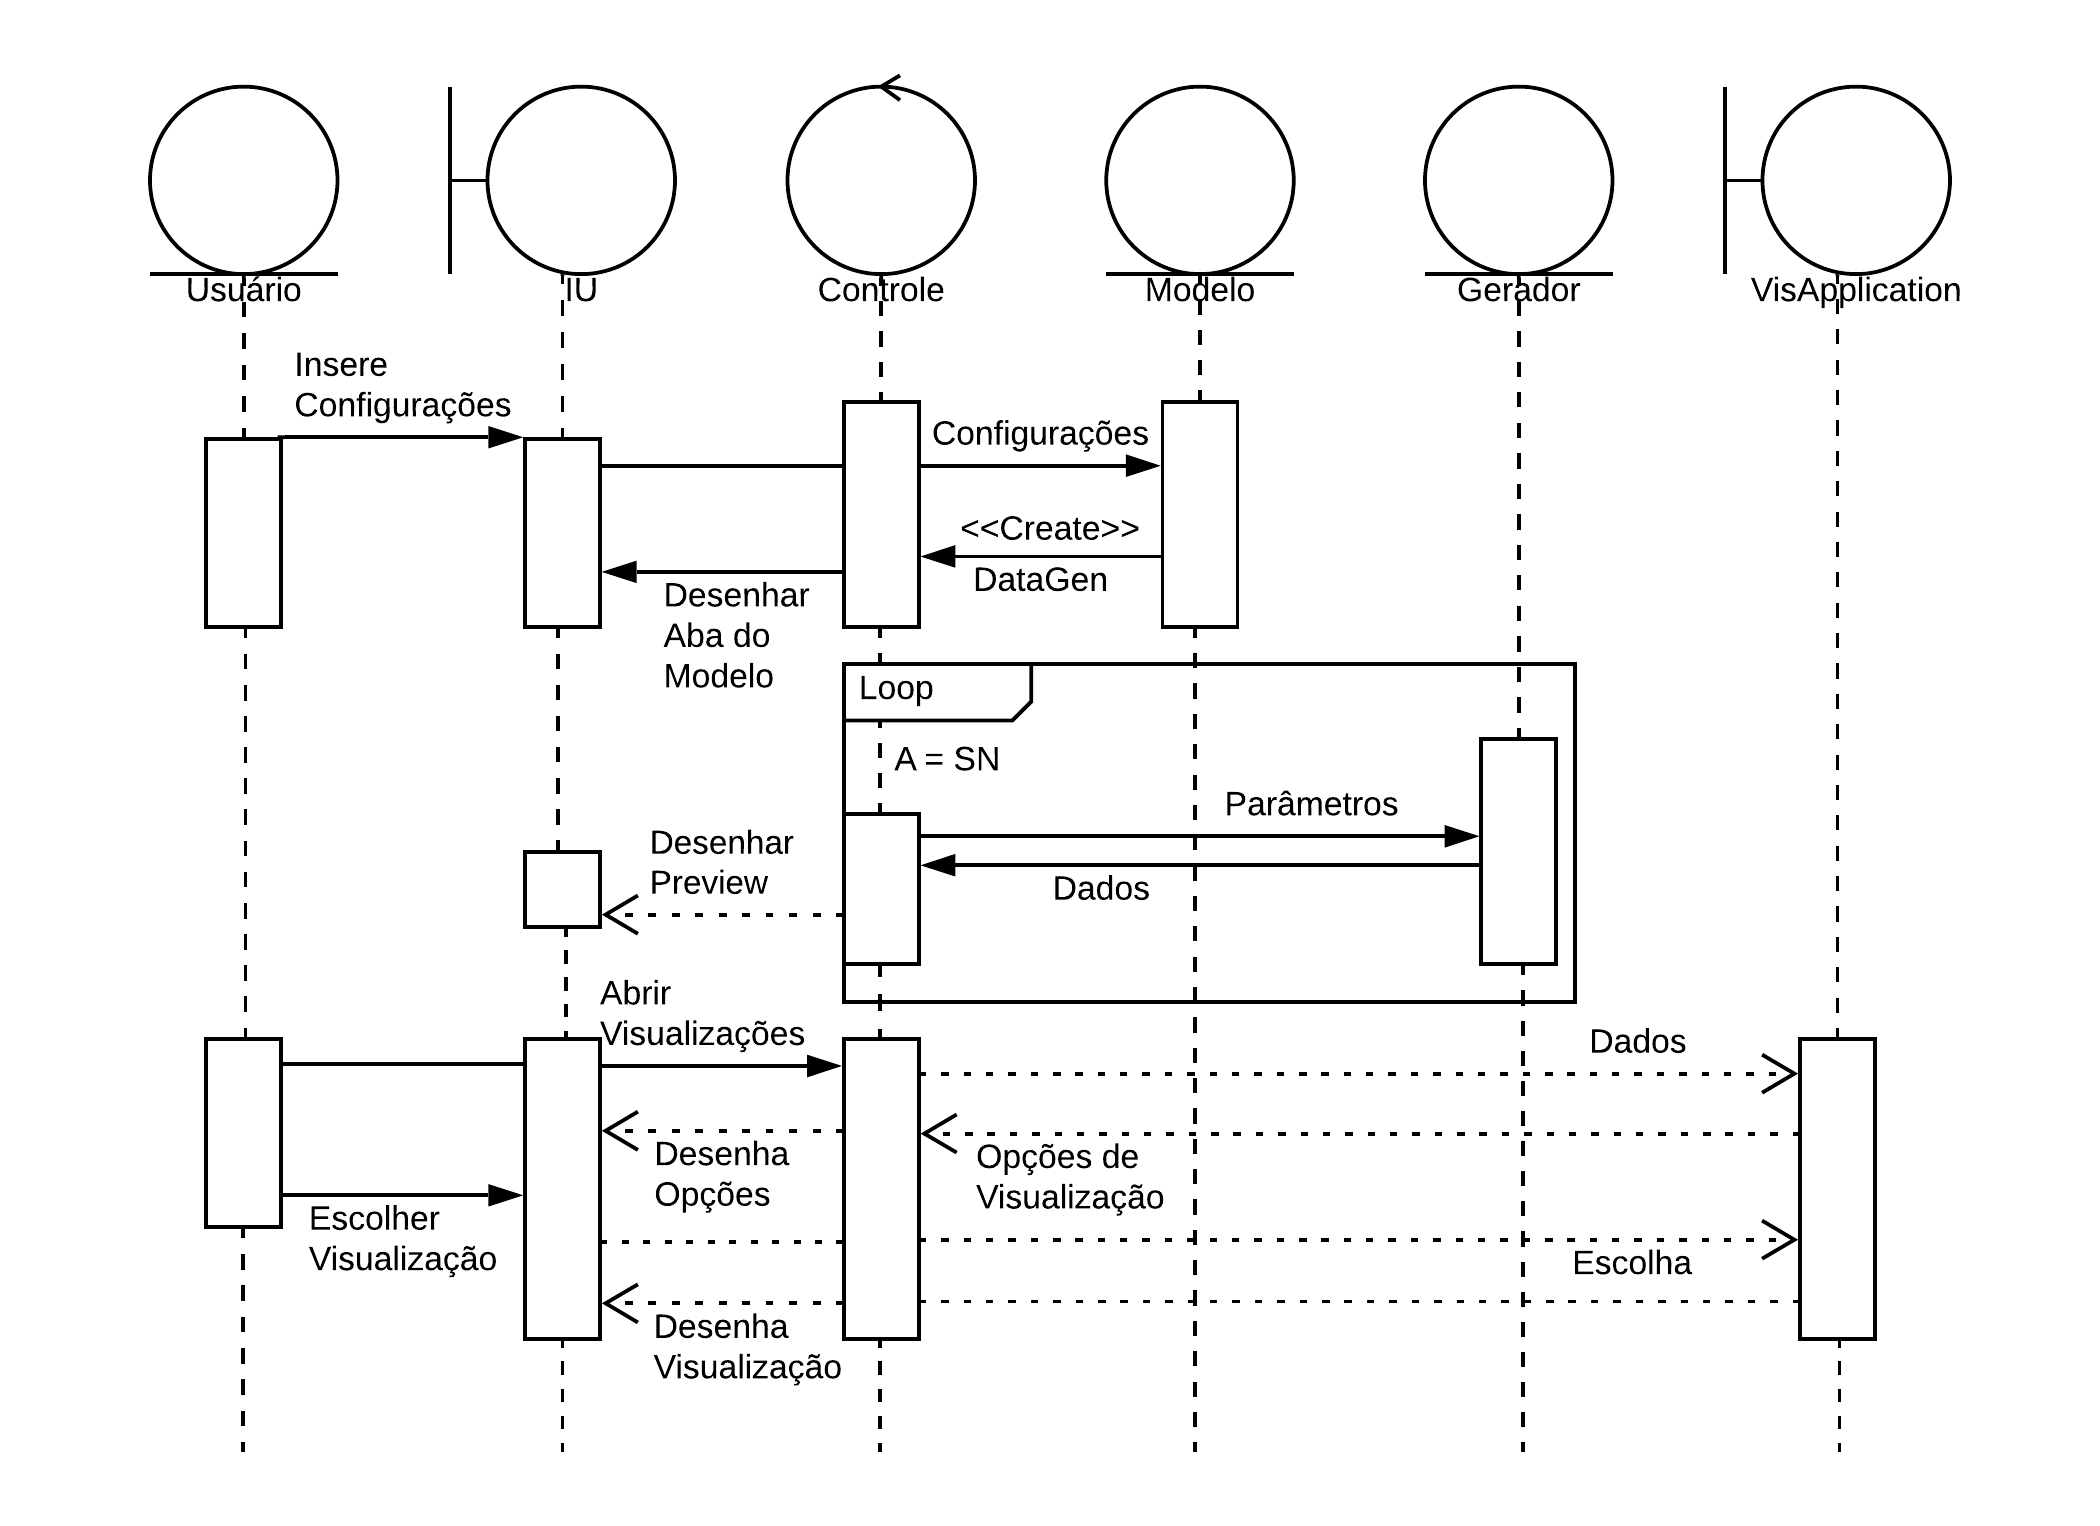 Usuário
IU
Controle
Modelo
Gerador
VisApplication
Insere
Configurações
Configurações
<<Create>>
DataGen
Desenhar
Aba do
Modelo
Loop
A = SN
Parâmetros
Dados
Desenhar
Preview
Abrir
Visualizações
Dados
Desenha
Opções
Opções de
Visualização
Escolher
Visualização
Escolha
Desenha
Visualização